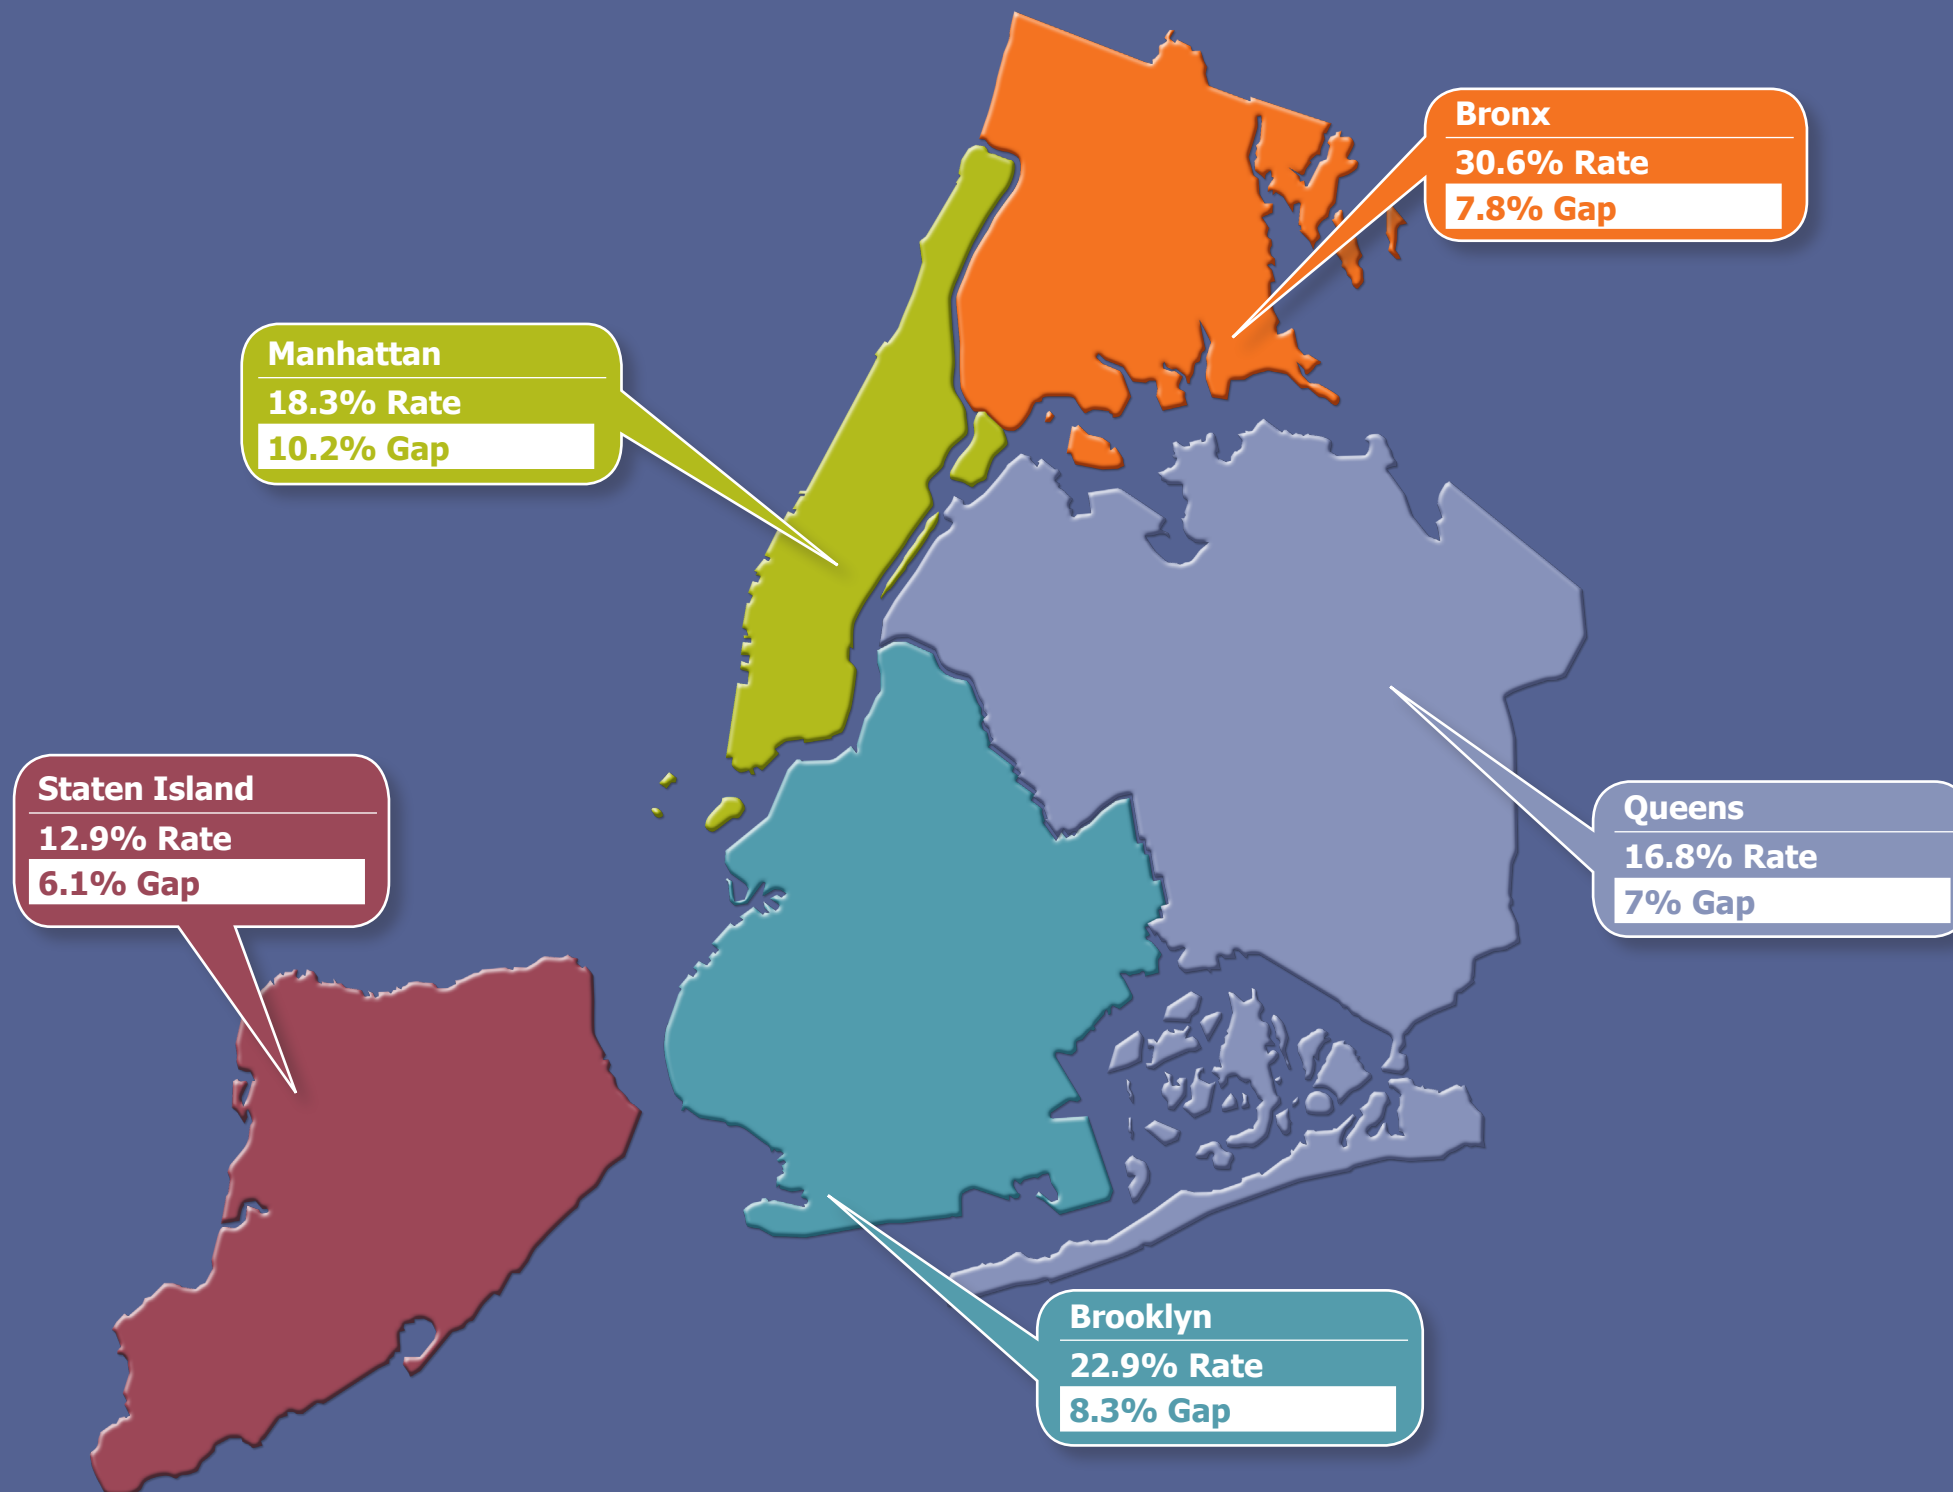 Bronx
30.6% Rate
7.8% Gap
Manhattan
18.3% Rate
10.2% Gap
Staten Island
12.9% Rate
6.1% Gap
Queens
16.8% Rate
7% Gap
Brooklyn
22.9% Rate
8.3% Gap